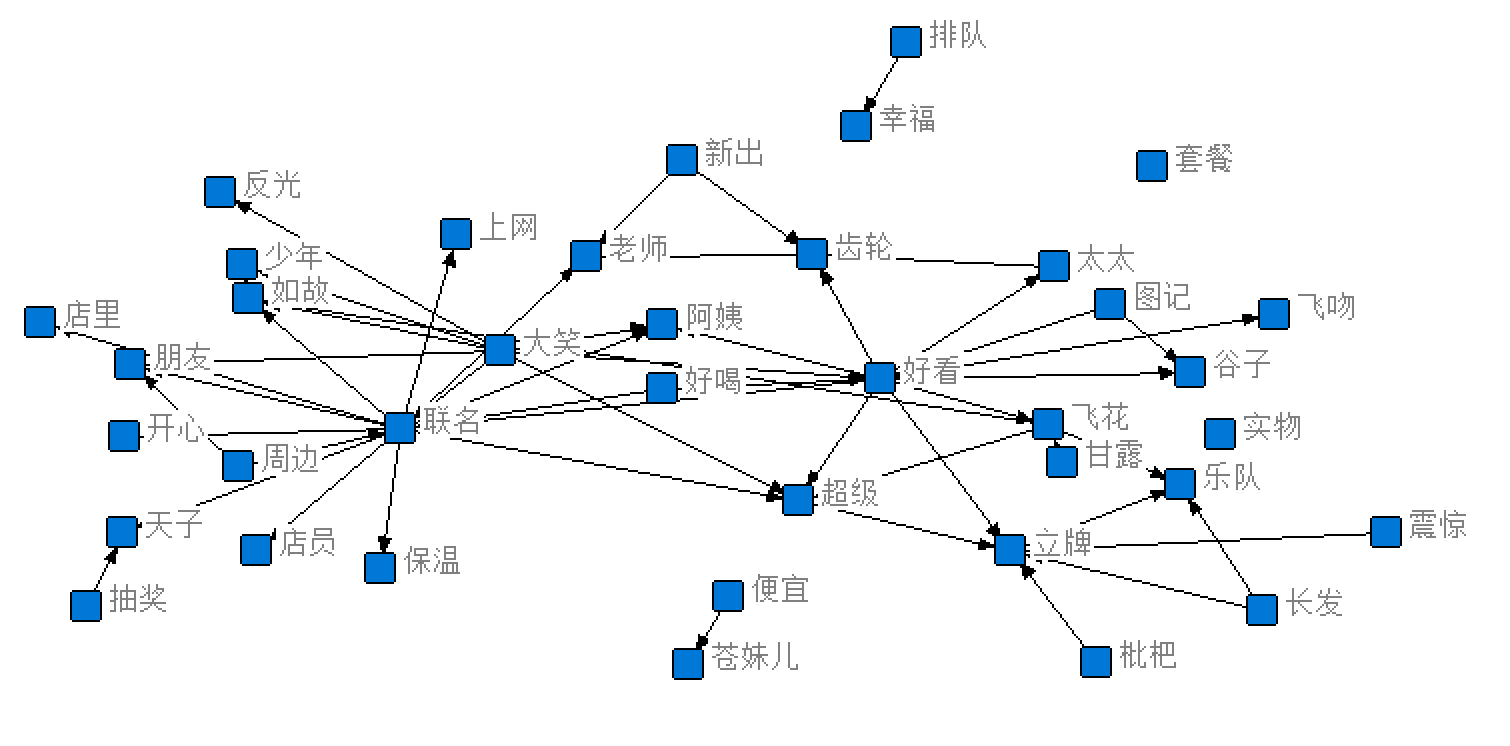 排队
幸福
新出
套餐
反光
上网
老师
齿轮
少年
太太
如故
图记
飞吻
店里
阿姨
大笑
朋友
谷子
好看
好喝
飞花
联名
开心
实物
甘露
周边
乐队
超级
天子
震惊
店员
立牌
保温
便宜
抽奖
长发
苍妹儿
枇杷